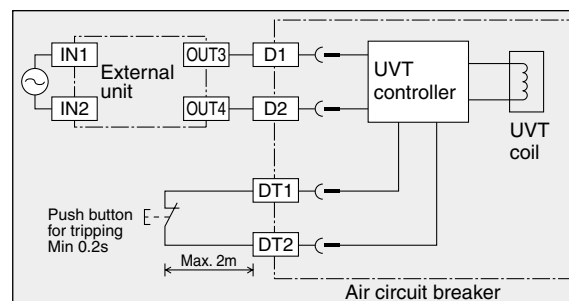 IN1
OUT3
D1
External
unit
UVT
controller
IN2
OUT4
D2
UVT
coil
DT1
Push button
for tripping
Min 0.2s
DT2
Max. 2m
Air circuit breaker